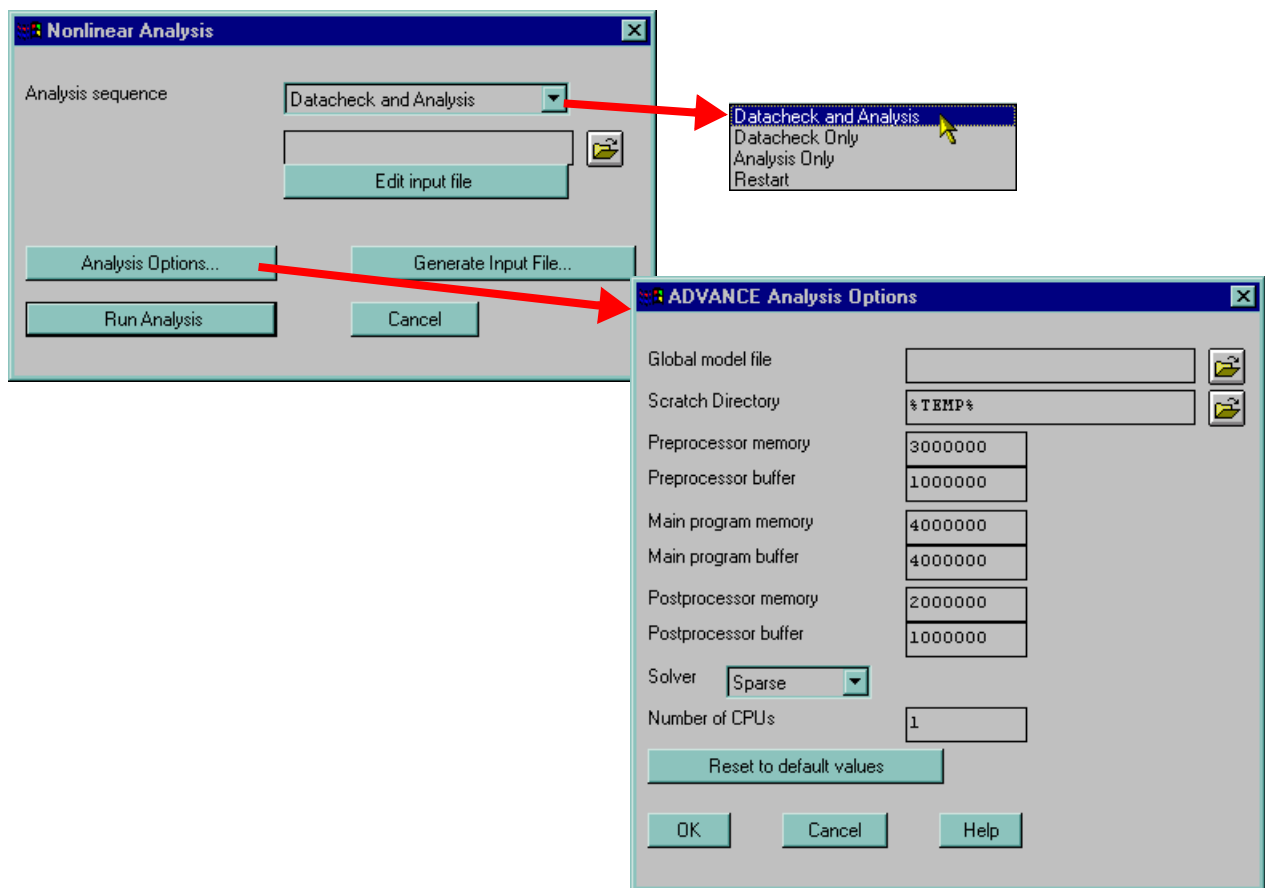 Nonlinear Analysis
Analysis sequence
Datacheck and Analysis
Edit input file
Analysis Options...
Generate Input File...
Run Analysis
Cancel
Datacheck and Analysis
Datacheck Only
Analysis Only
Restart
ADVANCE Analysis Options
Global model file
Scratch Directory
%TEMP%
Preprocessor memory
3000000
Preprocessor buffer
1000000
Main program memory
4000000
Main program buffer
4000000
Postprocessor memory
2000000
Postprocessor buffer
1000000
Solver
Sparse
Number of CPUs
1
Reset to default values
OK
Cancel
Help